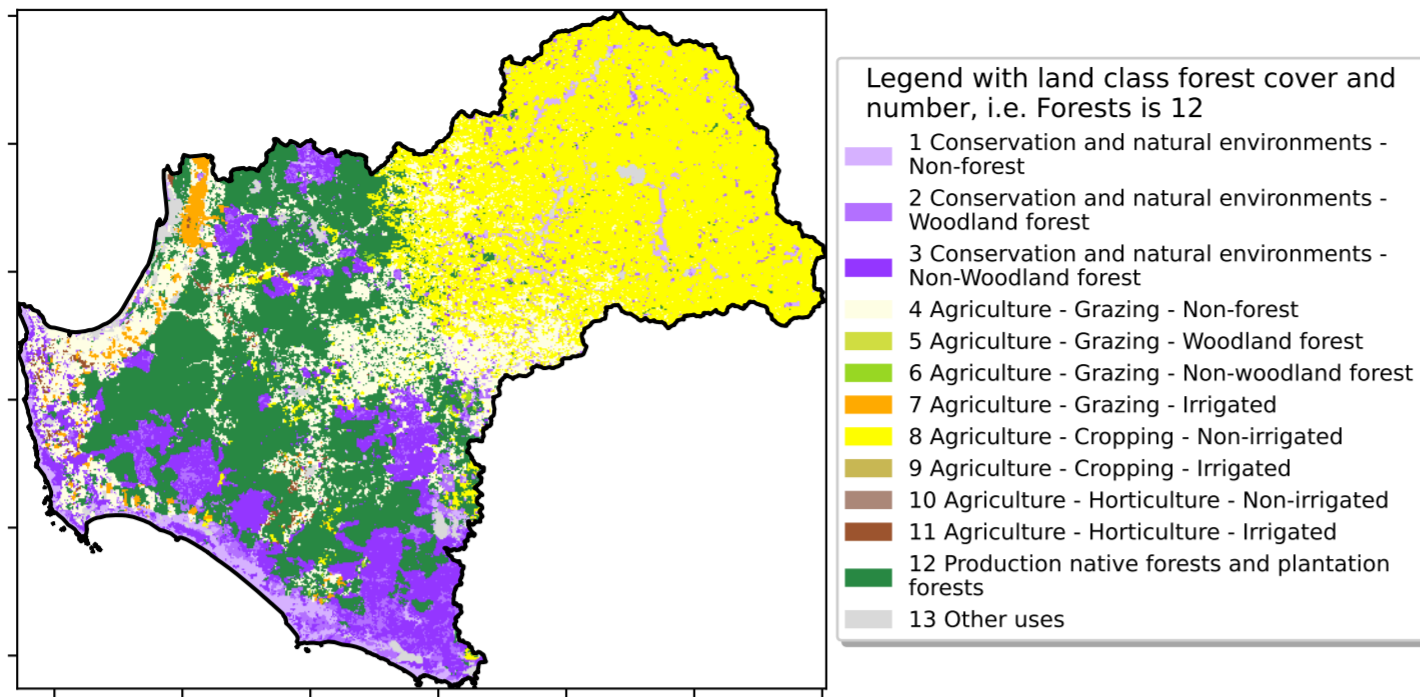 Legend with land class forest cover and
number, i.e. Forests is 12
1 Conservation and natural environments -
Non-forest
2 Conservation and natural environments -
Woodland forest
3 Conservation and natural environments -
Non-Woodland forest
4 Agriculture - Grazing - Non-forest
5 Agriculture - Grazing - Woodland forest
6 Agriculture - Grazing - Non-woodland forest
7 Agriculture - Grazing - Irrigated
8 Agriculture - Cropping - Non-irrigated
9 Agriculture - Cropping - Irrigated
10 Agriculture - Horticulture - Non-irrigated
11 Agriculture - Horticulture - Irrigated
12 Production native forests and plantation
forests
13 Other uses